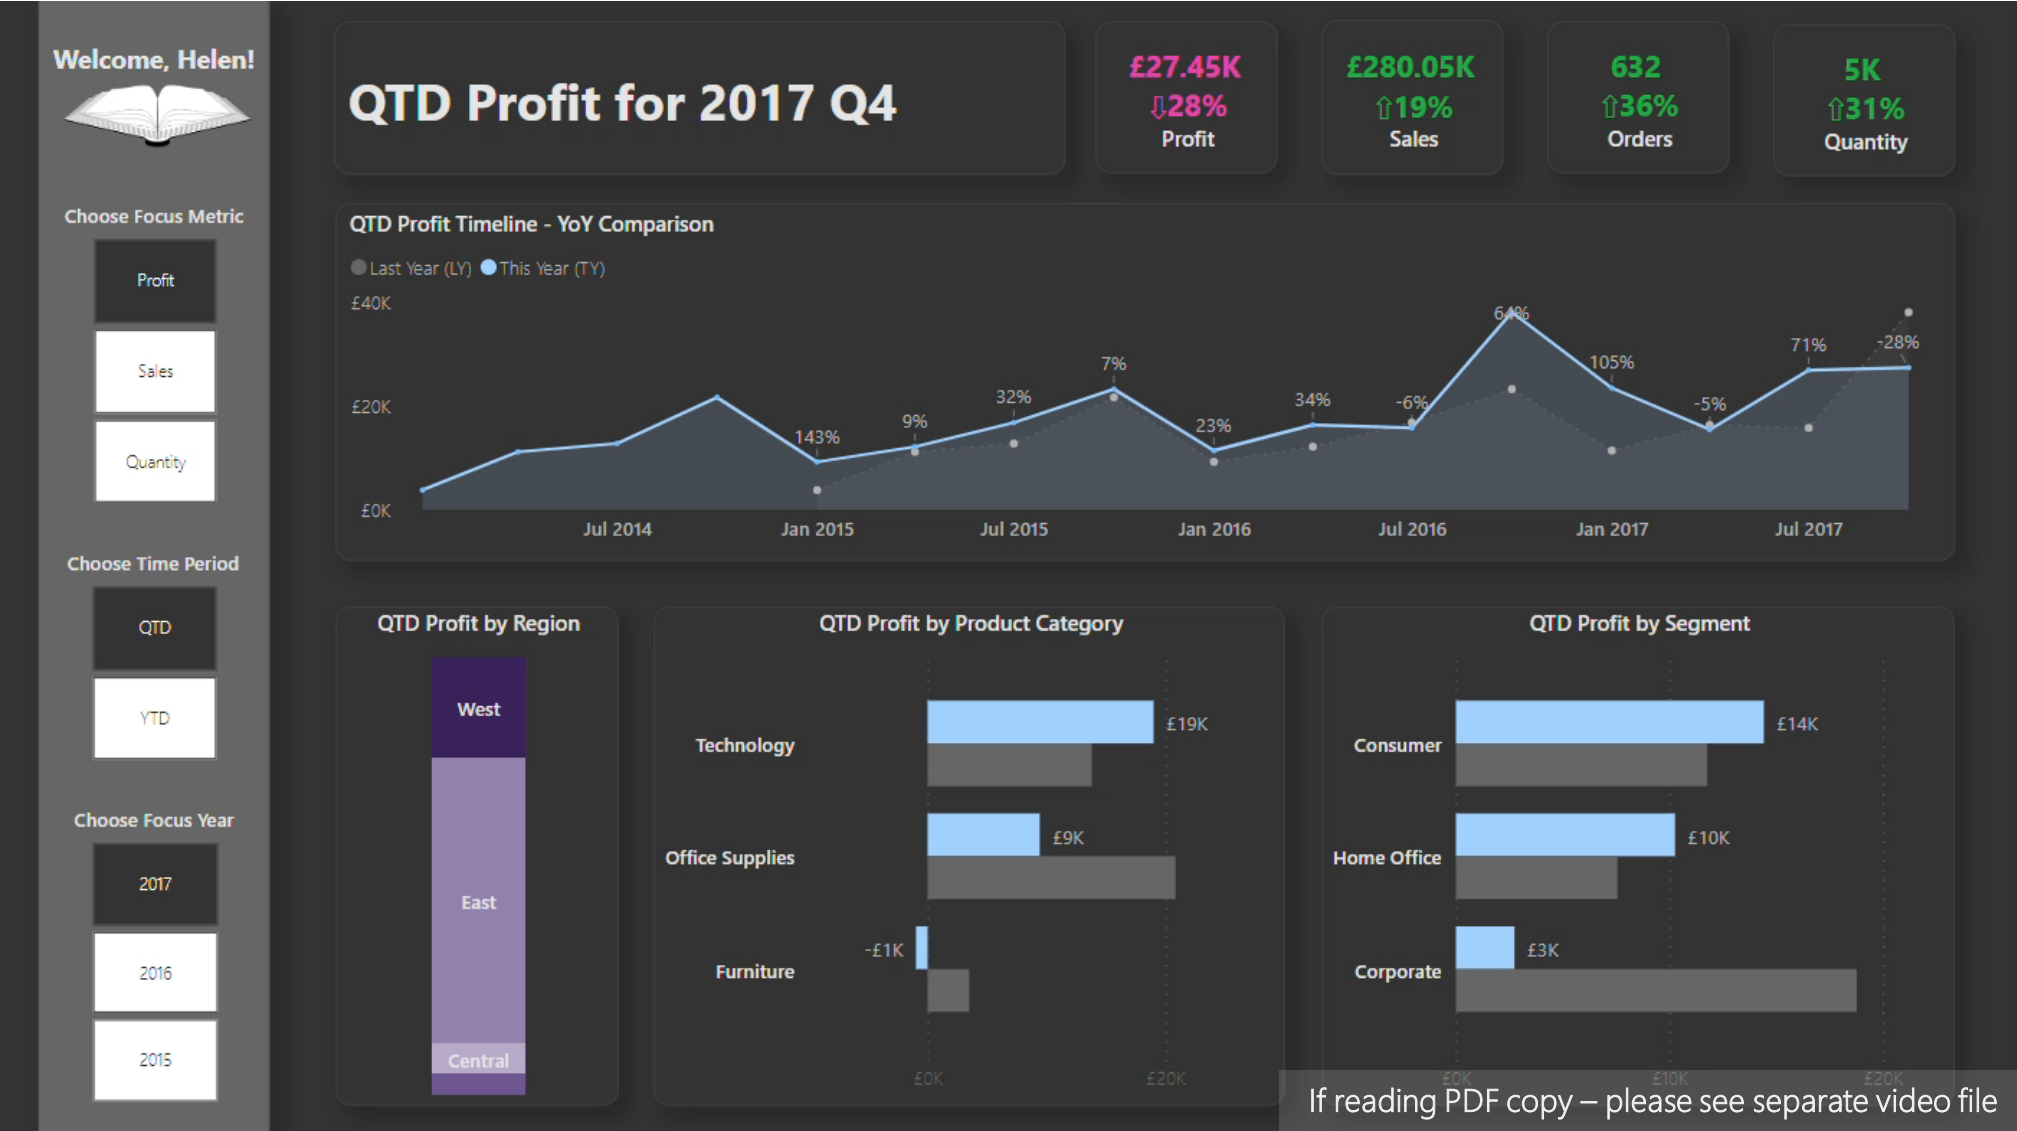 Welcome, Helen!
Choose Focus Metric
Profit
Sales
Quantity
Choose Time Period
QTD
YTD
Choose Focus Year
2017
2016
2015
QTD Profit for 2017 Q4
£27.45K
⇩28%
Profit
£280.05K
⇧19%
Sales
632
⇧36%
Orders
5K
⇧31%
Quantity
QTD Profit Timeline - YoY Comparison
Last Year (LY) This Year (TY)
£40K
£20K
£0K
143%
9%
32%
7%
23%
34%
-6%
64%
105%
-5%
71%
-28%
Jul 2014 Jan 2015 Jul 2015 Jan 2016 Jul 2016 Jan 2017 Jul 2017
QTD Profit by Region
West
East
Central
QTD Profit by Product Category
Technology £19K
Office Supplies £9K
Furniture -£1K
£0K £20K
QTD Profit by Segment
Consumer £14K
Home Office £10K
Corporate £3K
£0K £10K £20K
If reading PDF copy – please see separate video file